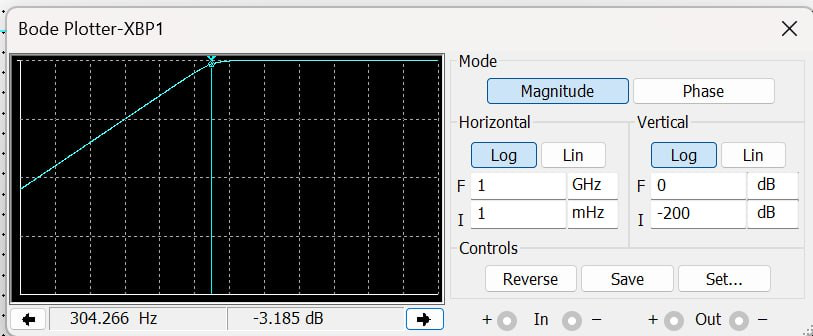 Bode Plotter-XBP1
Mode
Magnitude Phase
Horizontal Vertical
Log Lin Log Lin
F 1 GHz F 0 dB
I 1 mHz I -200 dB
Controls
Reverse Save Set...
304.266 Hz -3.185 dB + In − + Out −